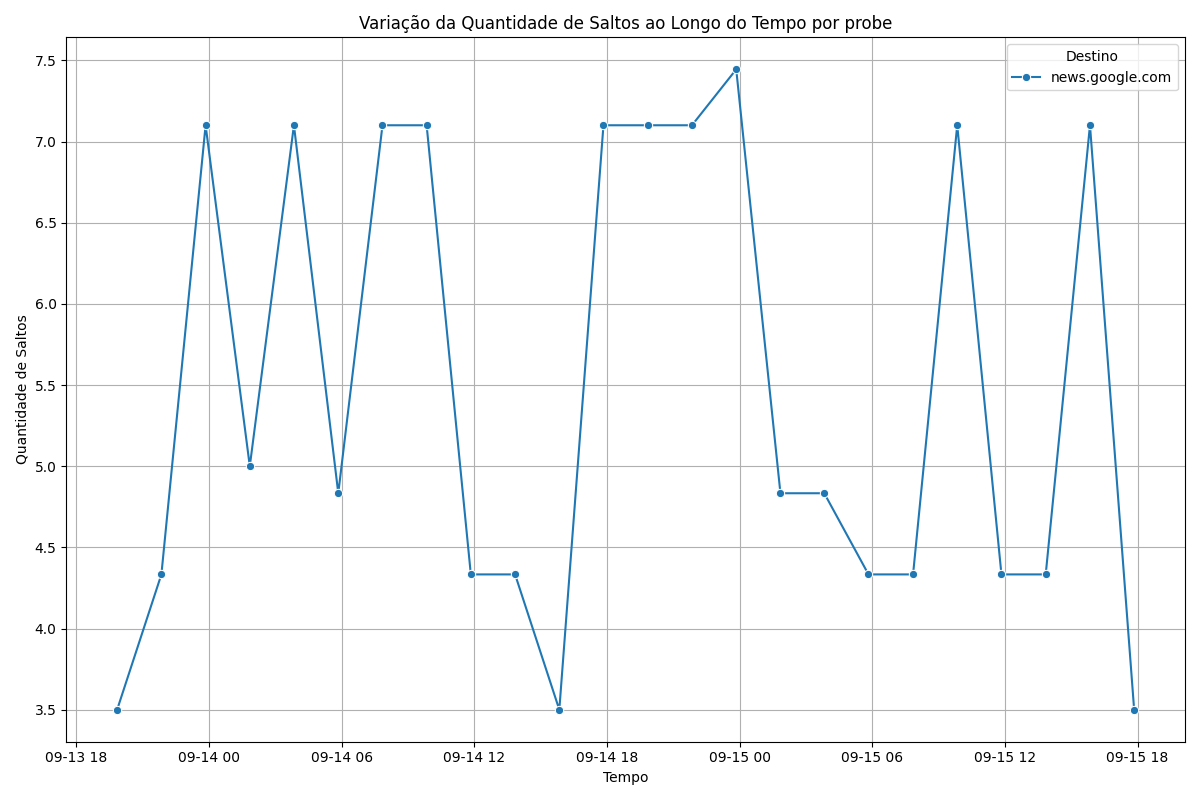 Variação da Quantidade de Saltos ao Longo do Tempo por probe
Destino
news.google.com
Quantidade de Saltos
7.5
7.0
6.5
6.0
5.5
5.0
4.5
4.0
3.5
09-13 18 09-14 00 09-14 06 09-14 12 09-14 18 09-15 00 09-15 06 09-15 12 09-15 18
Tempo